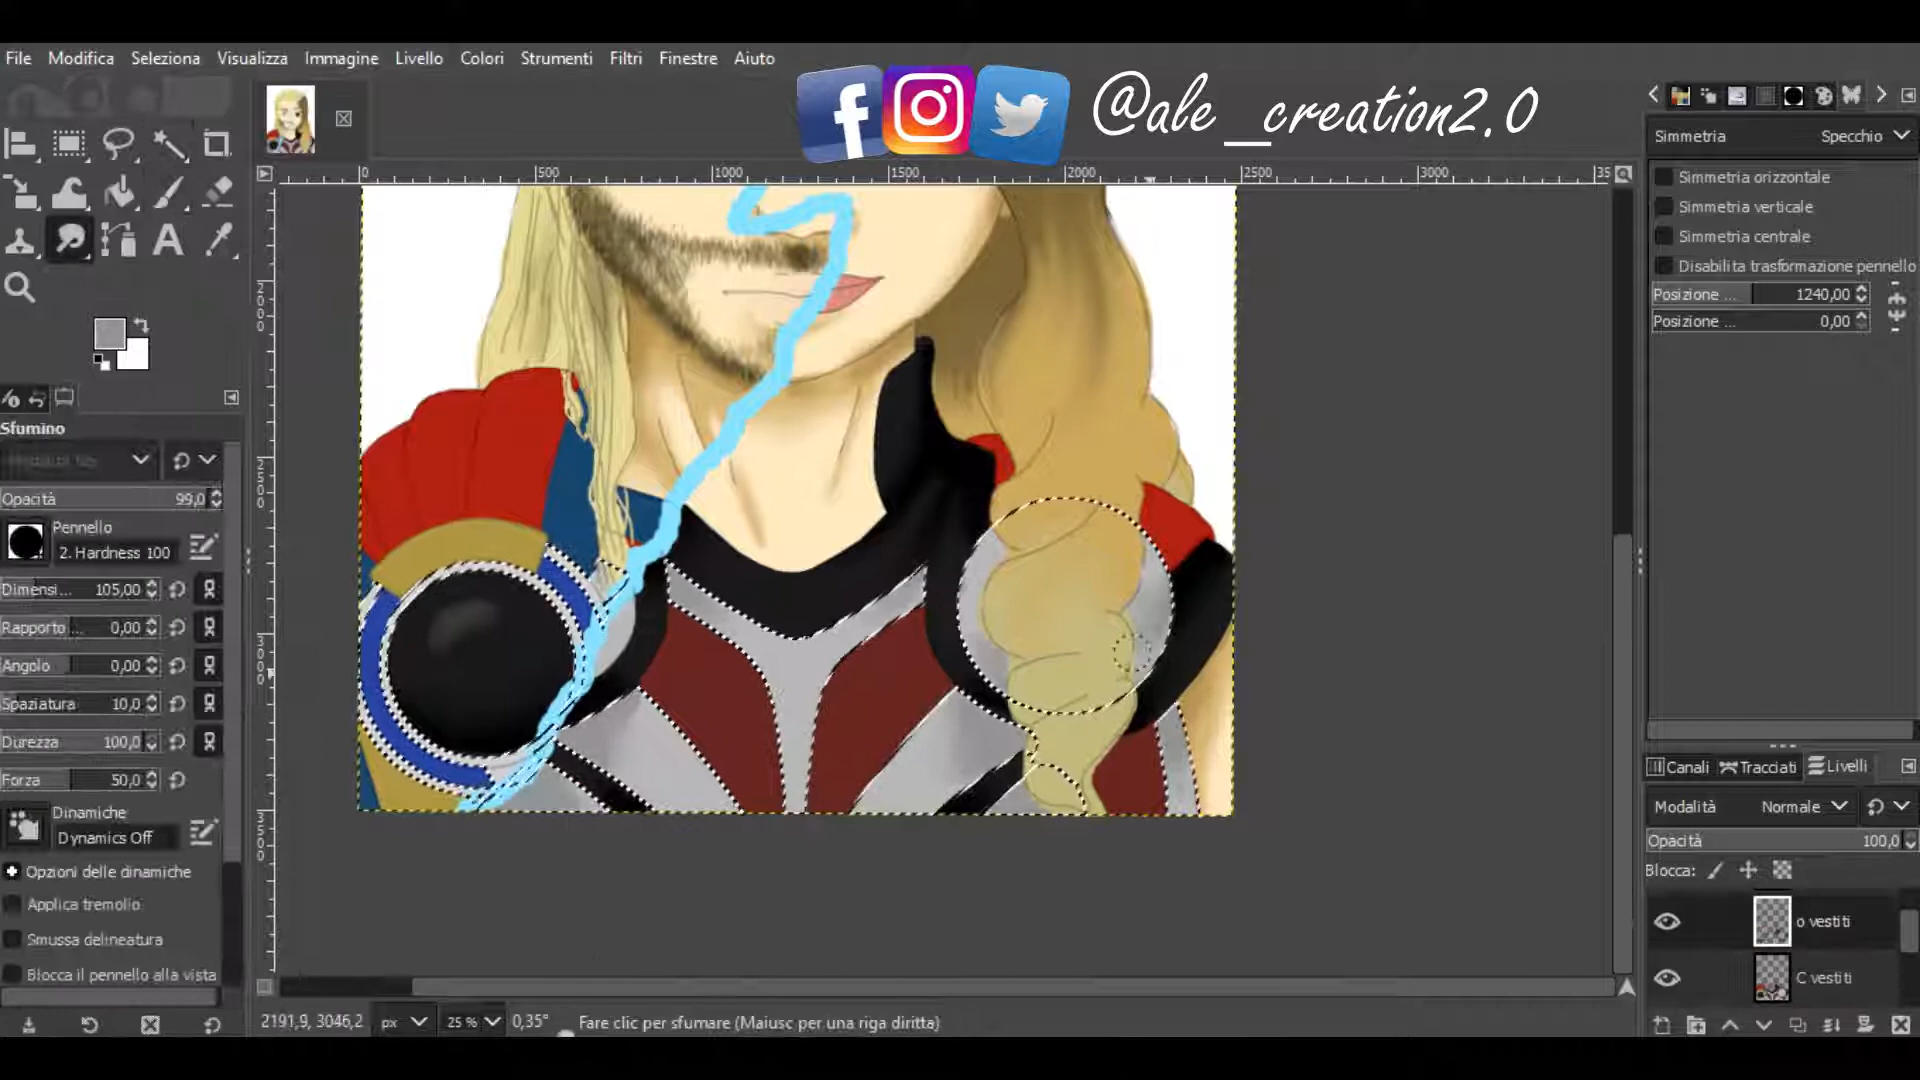 File Modifica Seleziona Visualizza Immagine Livello Colori Strumenti Filtri Finestre Aiuto
@ale_creation2.0
Simmetria Specchio
Simmetria orizzontale
Simmetria verticale
Simmetria centrale
Disabilita trasformazione pennello
Posizione ... 1240,00
Posizione ... 0,00
0 500 1000 1500 2000 2500 3000 35
2000
2500
3000
3500
Sfumino
Opacità 99,0
Pennello
2. Hardness 100
Dimensi... 105,00
Rapporto ... 0,00
Angolo 0,00
Spaziatura 10,0
Durezza 100,0
Forza 50,0
Dinamiche
Dynamics Off
Opzioni delle dinamiche
Applica tremolio
Smussa delineatura
Blocca il pennello alla vista
Canali Tracciati Livelli
Modalità Normale
Opacità 100,0
Blocca:
o vestiti
C vestiti
2191,9, 3046,2 px 25 % 0,35° Fare clic per sfumare (Maiusc per una riga diritta)